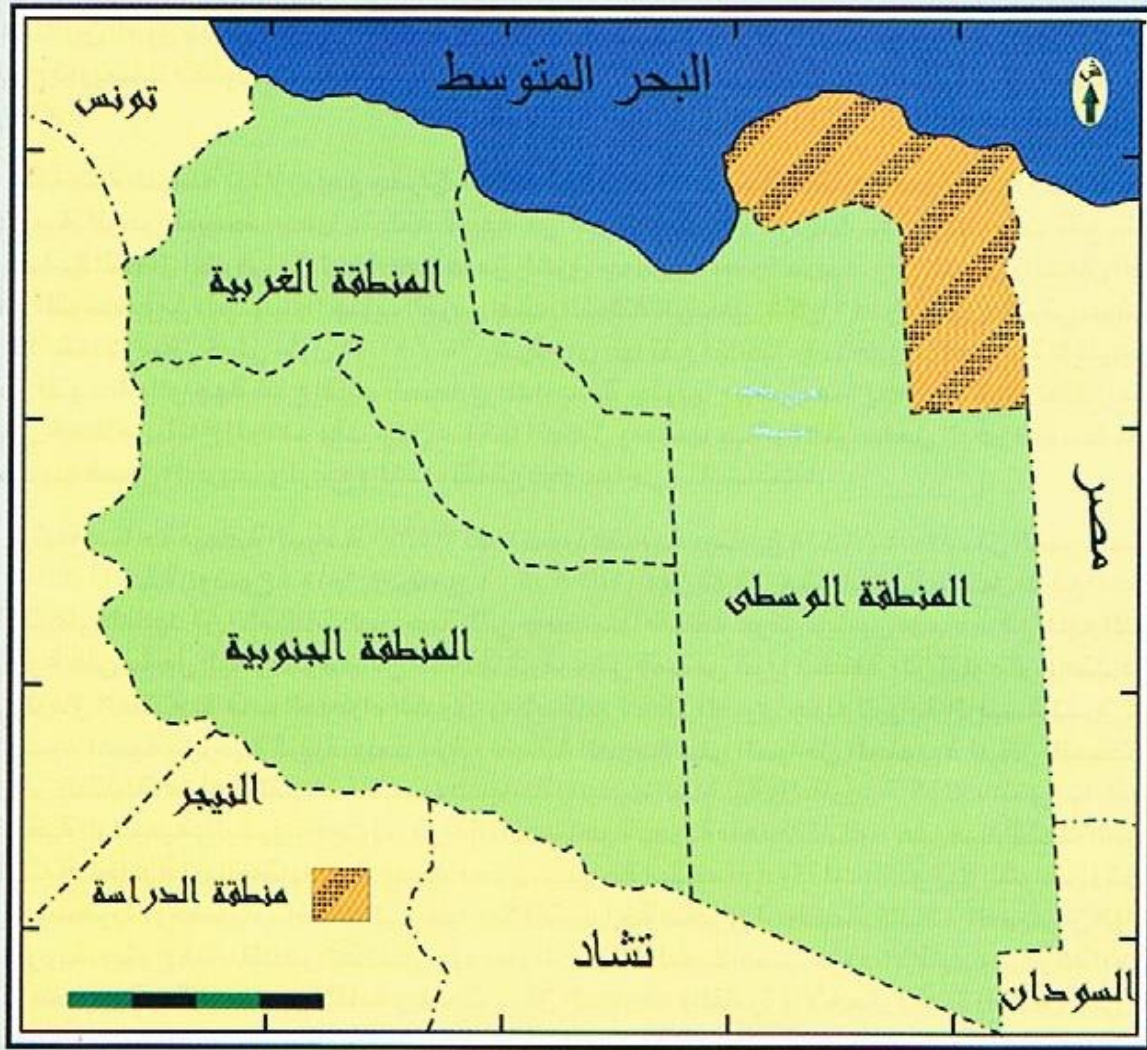 البحر المتوسط
ش
تونس
المنطقة الغربية
مصر
المنطقة الوسطى
المنطقة الجنوبية
النيجر
منطقة الدراسة
تشاد
السودان